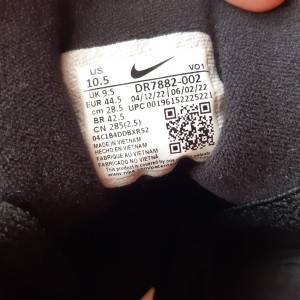 US
10.5
UK 9.5
EUR 44.5
cm 28.5
BR 42.5
CN 285(2.5)
04C1B4DDBXR52
VO1
DR7882-002
04/12/22 06/02/22
UPC 00196152225221
MADE IN VIETNAM
HECHO EN VIETNAM
FABRIQUE AU VIETNAM
FABRICADO NO VIETNAM